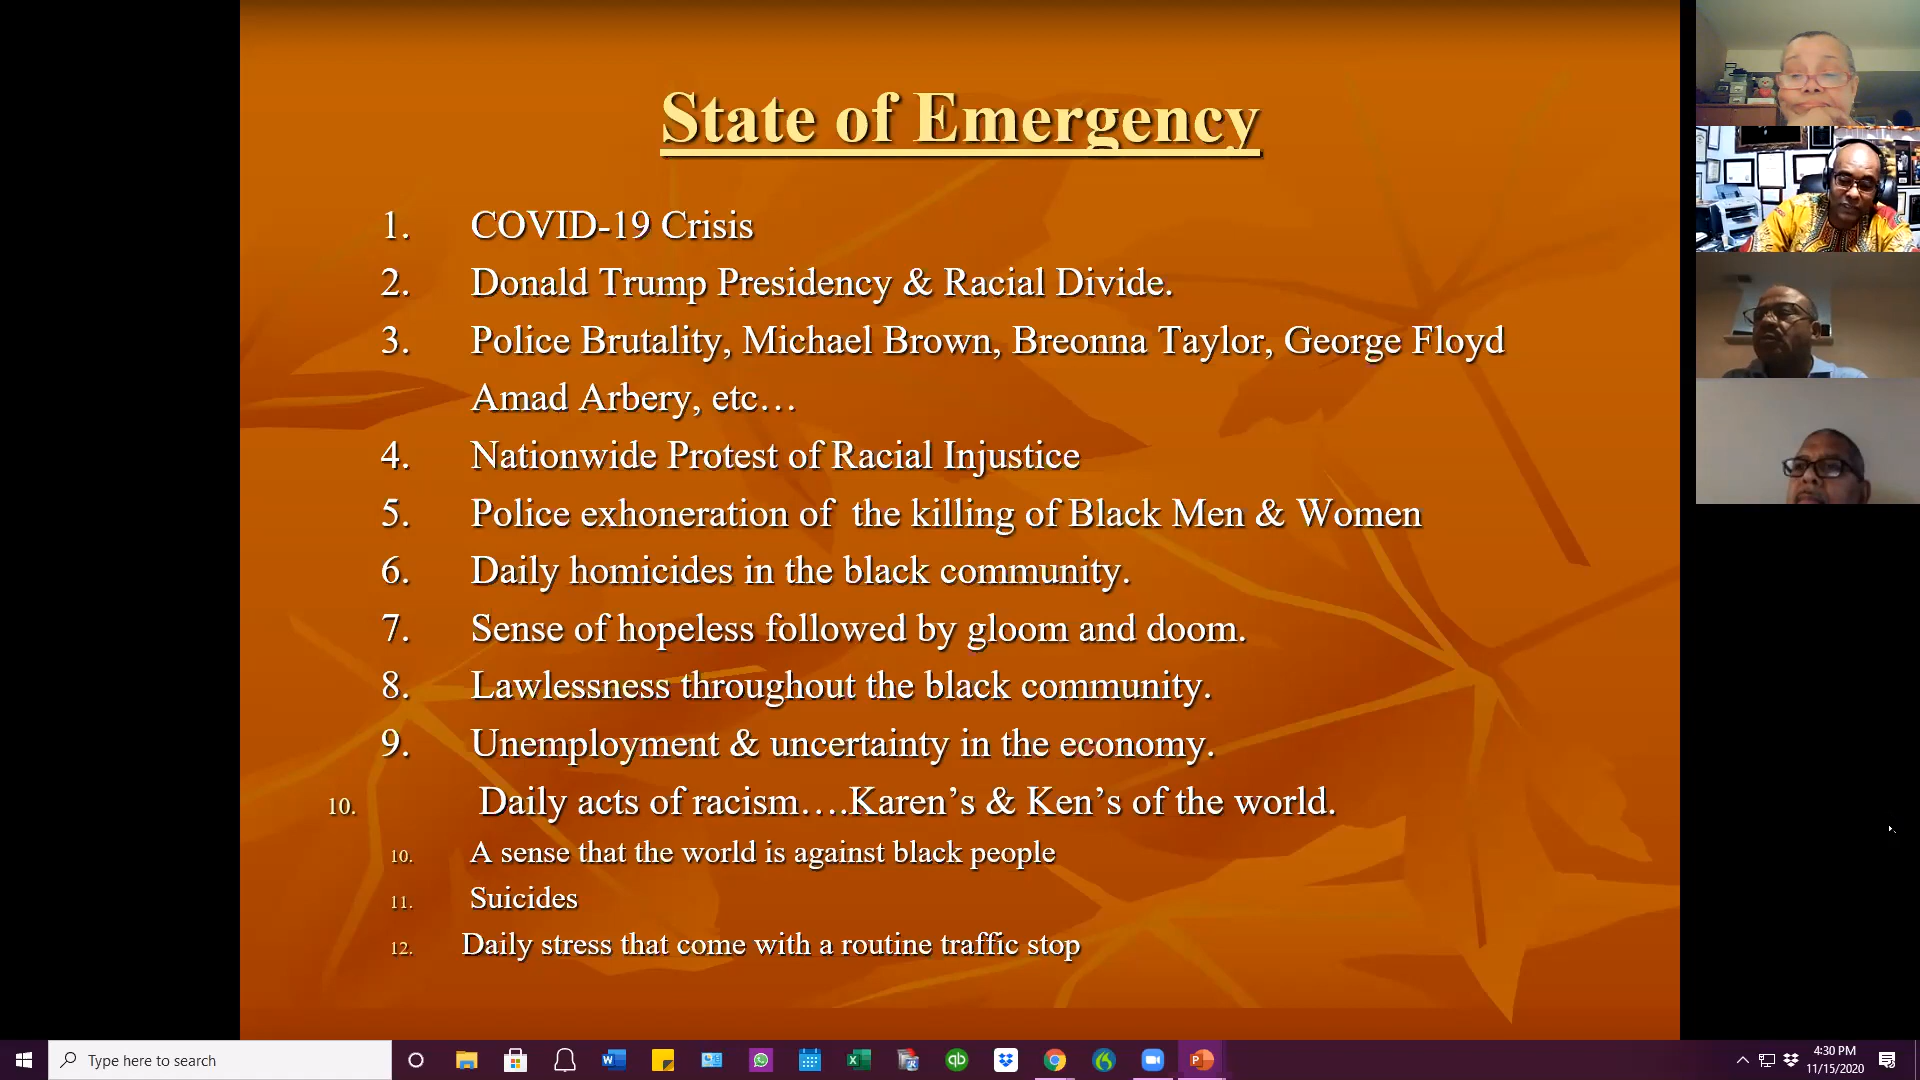 State of Emergency
1. COVID-19 Crisis
2. Donald Trump Presidency & Racial Divide.
3. Police Brutality, Michael Brown, Breonna Taylor, George Floyd
Amad Arbery, etc…
4. Nationwide Protest of Racial Injustice
5. Police exhoneration of the killing of Black Men & Women
6. Daily homicides in the black community.
7. Sense of hopeless followed by gloom and doom.
8. Lawlessness throughout the black community.
9. Unemployment & uncertainty in the economy.
10. Daily acts of racism….Karen’s & Ken’s of the world.
10. A sense that the world is against black people
11. Suicides
12. Daily stress that come with a routine traffic stop
Type here to search
4:30 PM
11/15/2020